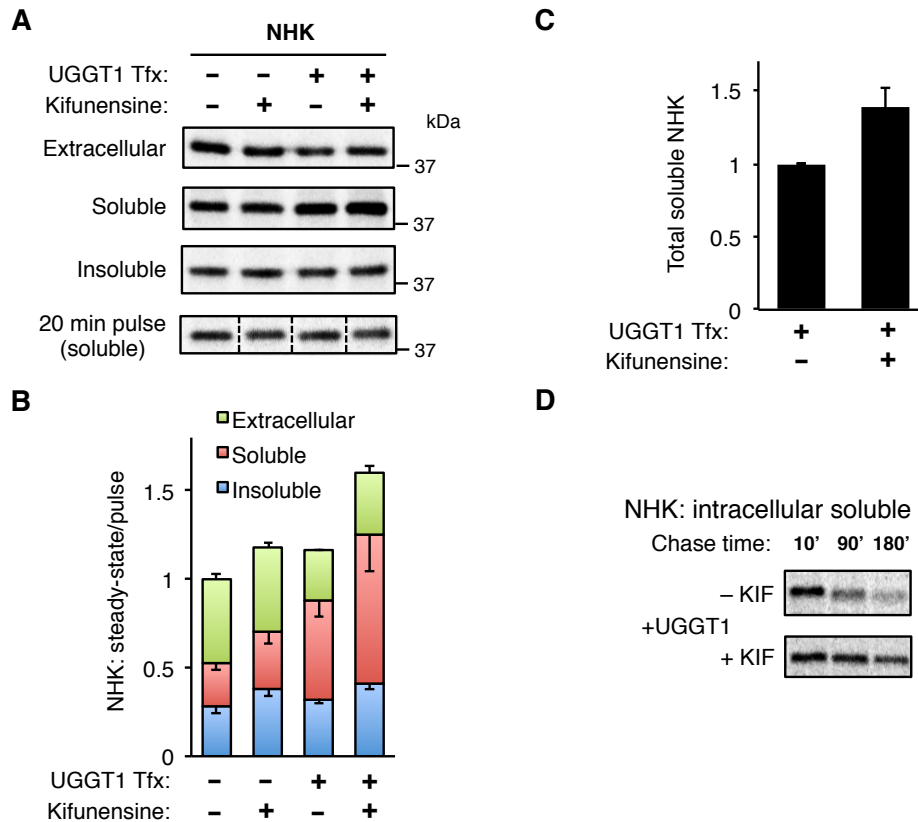 A
NHK
UGGT1 Tfx: – – + +
Kifunensine: – + – +
kDa
Extracellular
37
Soluble
37
Insoluble
37
20 min pulse
(soluble)
37
B
Extracellular
Soluble
Insoluble
NHK: steady-state/pulse
1.5
1
0.5
0
UGGT1 Tfx: – – + +
Kifunensine: – + – +
C
Total soluble NHK
1.5
1
0.5
0
UGGT1 Tfx: + +
Kifunensine: – +
D
NHK: intracellular soluble
Chase time: 10’ 90’ 180’
– KIF
+UGGT1
+ KIF